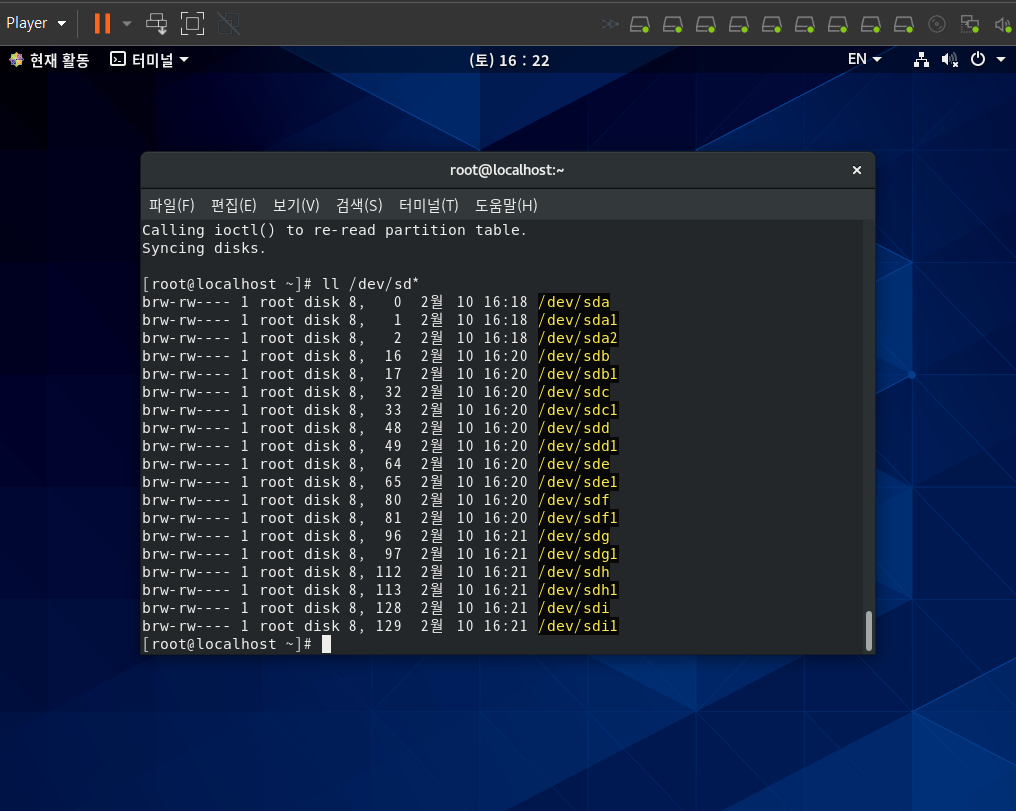 Player
현재 활동 터미널 (토) 16：22 EN
root@localhost:~
파일(F) 편집(E) 보기(V) 검색(S) 터미널(T) 도움말(H)
Calling ioctl() to re-read partition table.
Syncing disks.
[root@localhost ~]# ll /dev/sd*
brw-rw---- 1 root disk 8,   0  2월  10 16:18 /dev/sda
brw-rw---- 1 root disk 8,   1  2월  10 16:18 /dev/sda1
brw-rw---- 1 root disk 8,   2  2월  10 16:18 /dev/sda2
brw-rw---- 1 root disk 8,  16  2월  10 16:20 /dev/sdb
brw-rw---- 1 root disk 8,  17  2월  10 16:20 /dev/sdb1
brw-rw---- 1 root disk 8,  32  2월  10 16:20 /dev/sdc
brw-rw---- 1 root disk 8,  33  2월  10 16:20 /dev/sdc1
brw-rw---- 1 root disk 8,  48  2월  10 16:20 /dev/sdd
brw-rw---- 1 root disk 8,  49  2월  10 16:20 /dev/sdd1
brw-rw---- 1 root disk 8,  64  2월  10 16:20 /dev/sde
brw-rw---- 1 root disk 8,  65  2월  10 16:20 /dev/sde1
brw-rw---- 1 root disk 8,  80  2월  10 16:20 /dev/sdf
brw-rw---- 1 root disk 8,  81  2월  10 16:20 /dev/sdf1
brw-rw---- 1 root disk 8,  96  2월  10 16:21 /dev/sdg
brw-rw---- 1 root disk 8,  97  2월  10 16:21 /dev/sdg1
brw-rw---- 1 root disk 8, 112  2월  10 16:21 /dev/sdh
brw-rw---- 1 root disk 8, 113  2월  10 16:21 /dev/sdh1
brw-rw---- 1 root disk 8, 128  2월  10 16:21 /dev/sdi
brw-rw---- 1 root disk 8, 129  2월  10 16:21 /dev/sdi1
[root@localhost ~]#